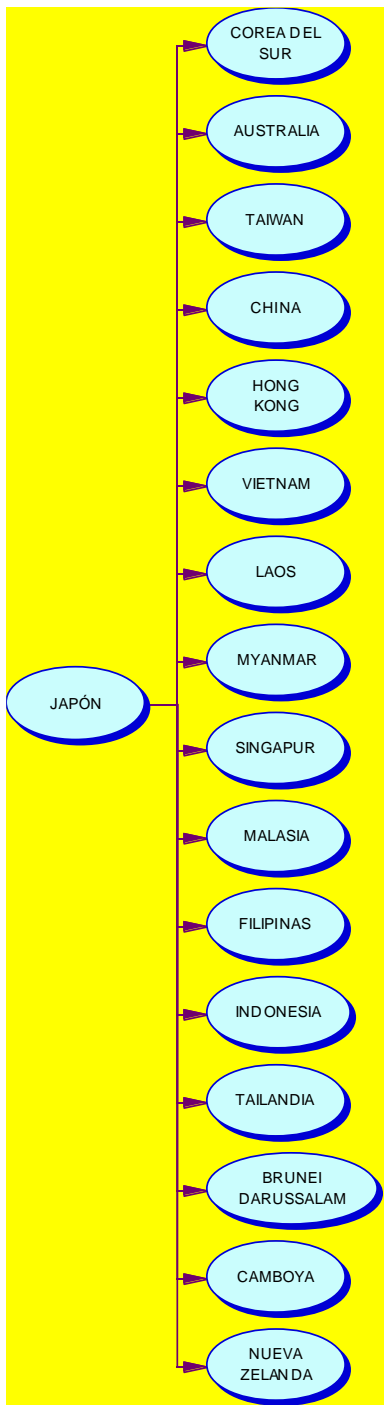 COREA DEL
SUR
AUSTRALIA
TAIWAN
CHINA
HONG
KONG
VIETNAM
LAOS
MYANMAR
JAPÓN
SINGAPUR
MALASIA
FILIPINAS
INDONESIA
TAILANDIA
BRUNEI
DARUSSALAM
CAMBOYA
NUEVA
ZELANDA